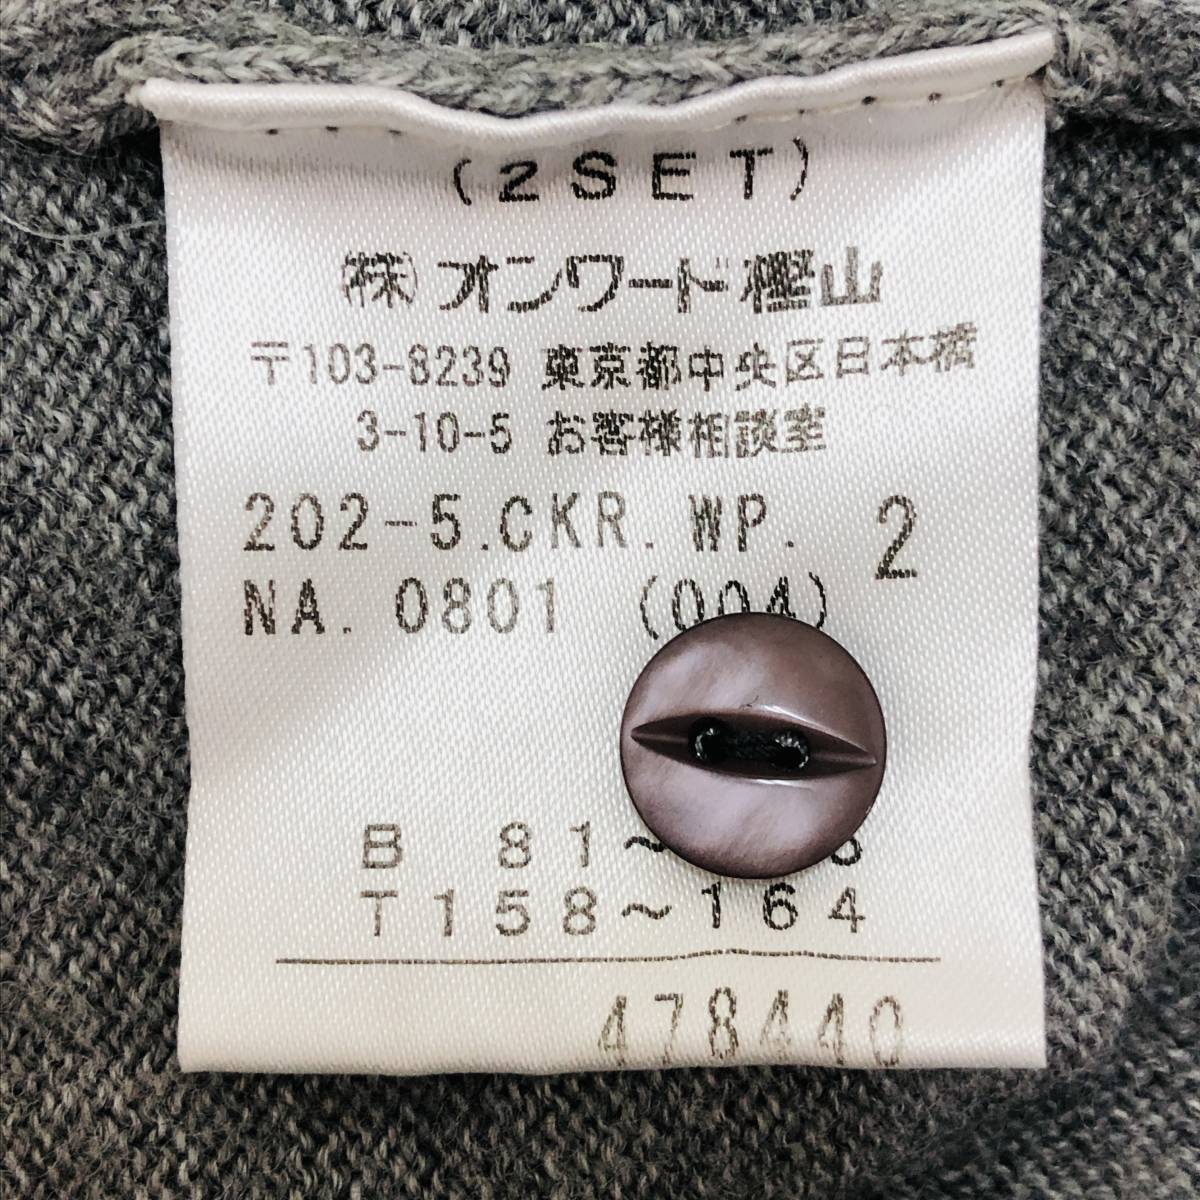 (2SET)
(株)オンワード樫山
〒103-8239 東京都中央区日本橋
3-10-5 お客様相談室
202-5.CKR.WP. 2
NA. 0801 (004)
B 81~
T158~164
478440